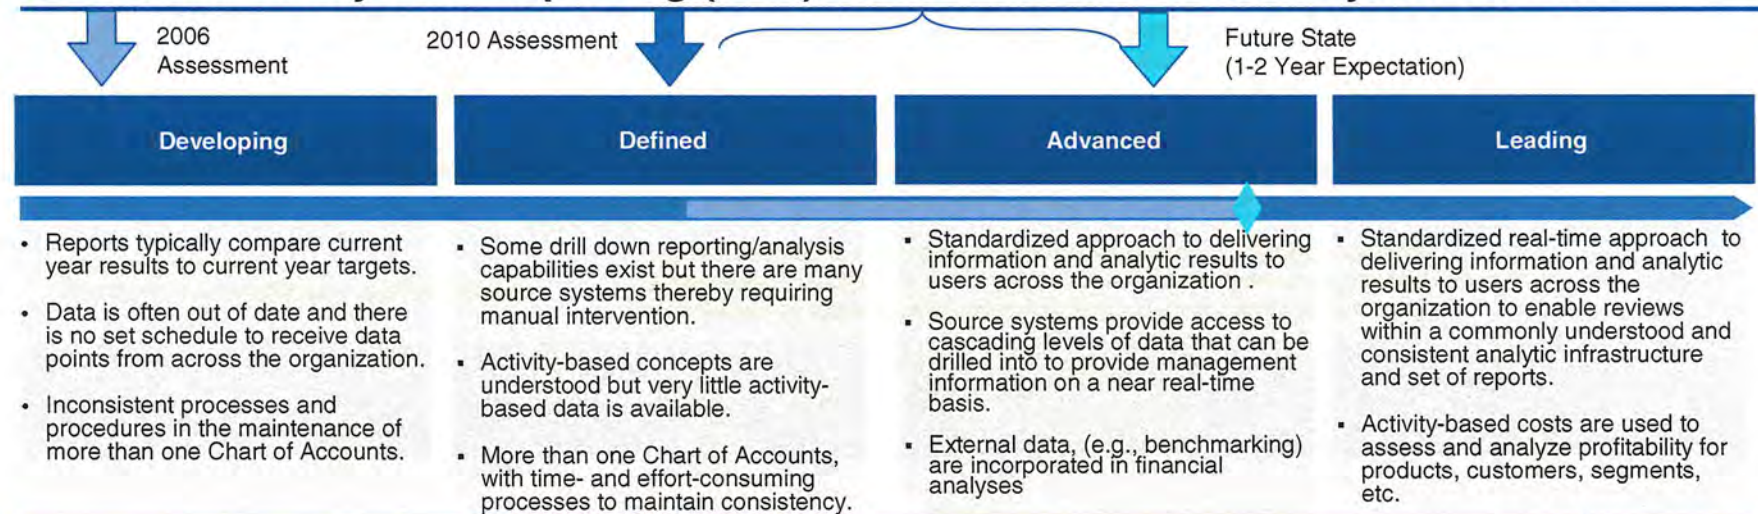 2006
Assessment
2010 Assessment
Future State
(1-2 Year Expectation)
Developing
Defined
Advanced
Leading
• Reports typically compare current
year results to current year targets.
• Data is often out of date and there
is no set schedule to receive data
points from across the organization.
• Inconsistent processes and
procedures in the maintenance of
more than one Chart of Accounts.
▪ Some drill down reporting/analysis
capabilities exist but there are many
source systems thereby requiring
manual intervention.
▪ Activity-based concepts are
understood but very little activity-
based data is available.
▪ More than one Chart of Accounts,
with time- and effort-consuming
processes to maintain consistency.
▪ Standardized approach to delivering
information and analytic results to
users across the organization .
▪ Source systems provide access to
cascading levels of data that can be
drilled into to provide management
information on a near real-time
basis.
▪ External data, (e.g., benchmarking)
are incorporated in financial
analyses
▪ Standardized real-time approach to
delivering information and analytic
results to users across the
organization to enable reviews
within a commonly understood and
consistent analytic infrastructure
and set of reports.
▪ Activity-based costs are used to
assess and analyze profitability for
products, customers, segments,
etc.